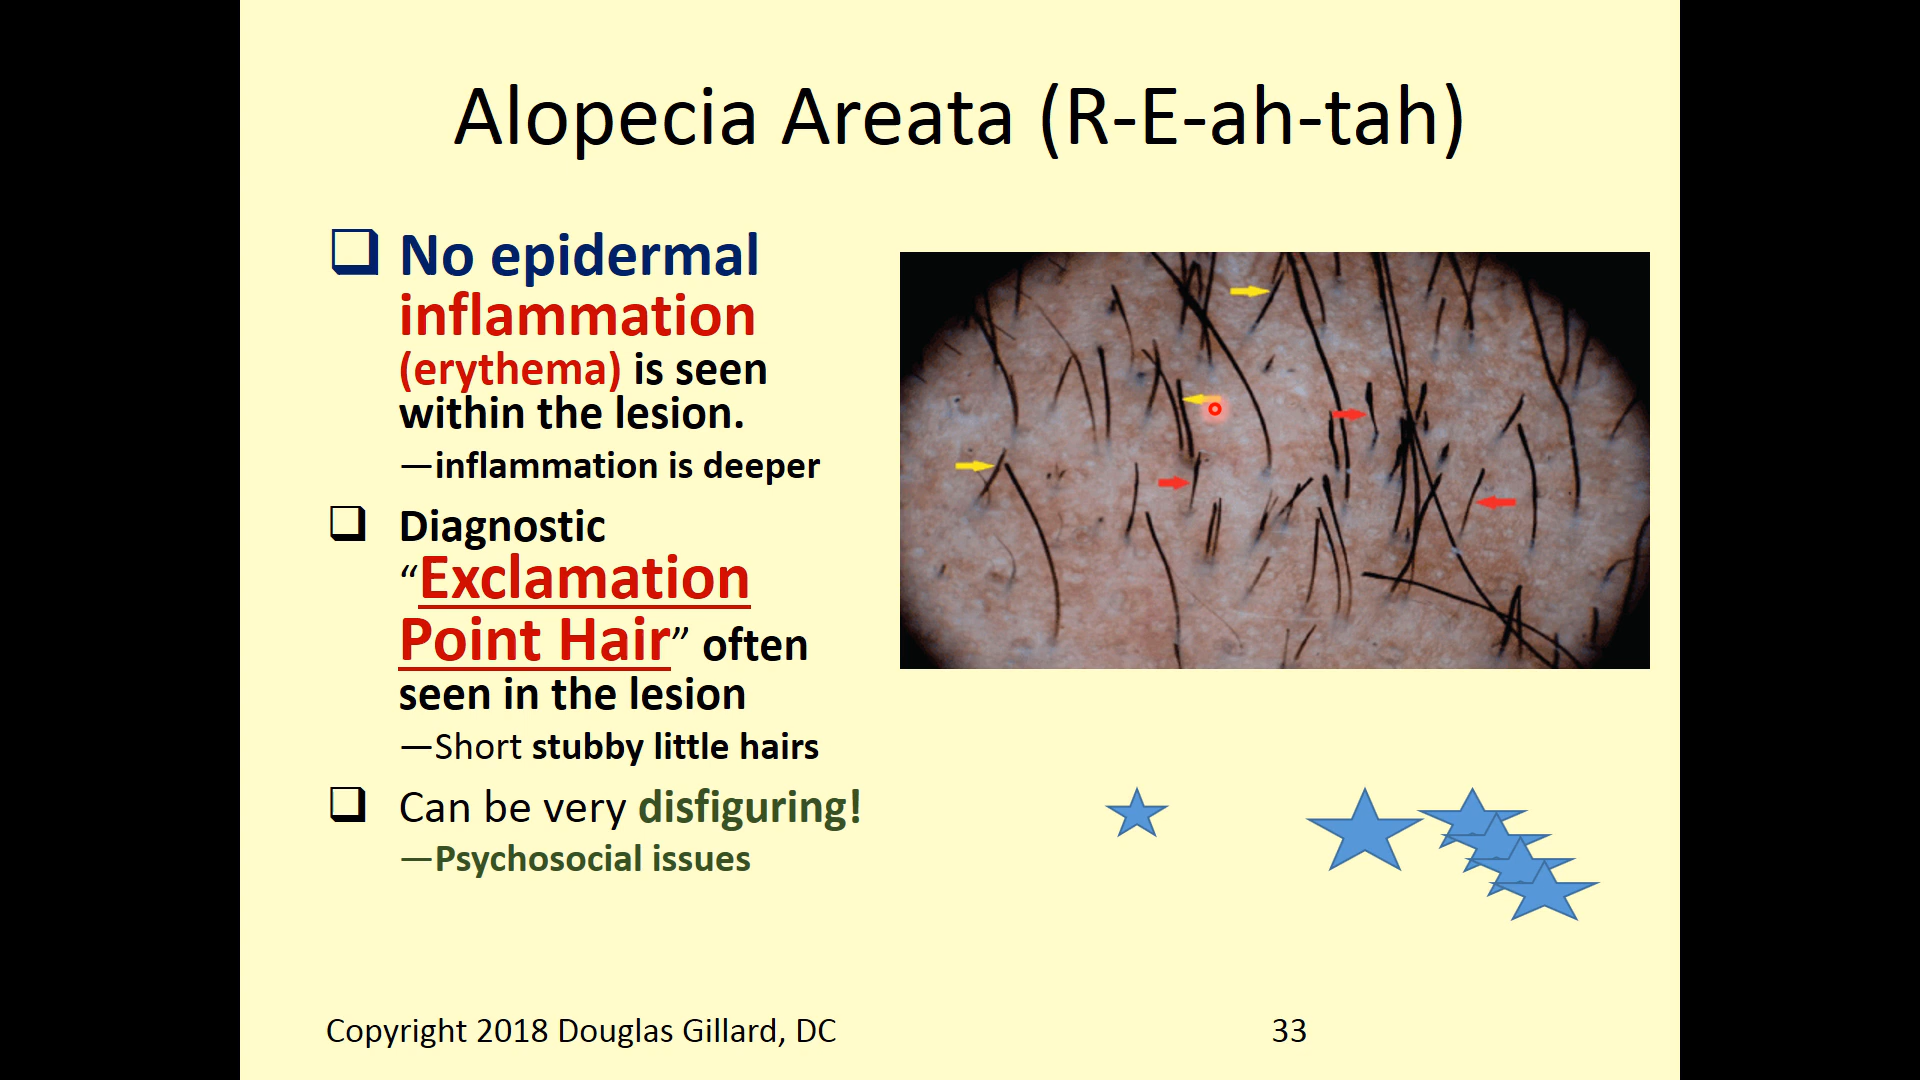 Alopecia Areata (R-E-ah-tah)
No epidermal
inflammation
(erythema) is seen
within the lesion.
—inflammation is deeper
Diagnostic
“Exclamation
Point Hair” often
seen in the lesion
—Short stubby little hairs
Can be very disfiguring!
—Psychosocial issues
Copyright 2018 Douglas Gillard, DC
33